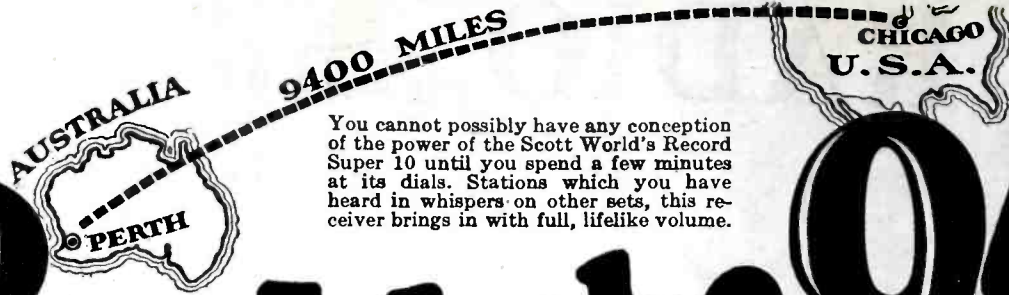 9400 MILES
CHICAGO
U.S.A.
AUSTRALIA
PERTH
You cannot possibly have any conception
of the power of the Scott World's Record
Super 10 until you spend a few minutes
at its dials. Stations which you have
heard in whispers on other sets, this re-
ceiver brings in with full, lifelike volume.